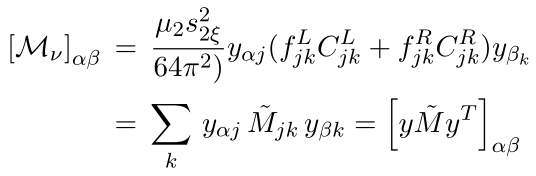 [\mathcal{M}_\nu]_{\alpha\beta} = \frac{\mu_2 s_{2\xi}^2}{64\pi^2)} y_{\alpha j}(f_{jk}^L C_{jk}^L + f_{jk}^R C_{jk}^R) y_{\beta_k}
= \sum_k y_{\alpha j} \tilde{M}_{jk} y_{\beta k} = \left[ y\tilde{M}y^T \right]_{\alpha\beta}